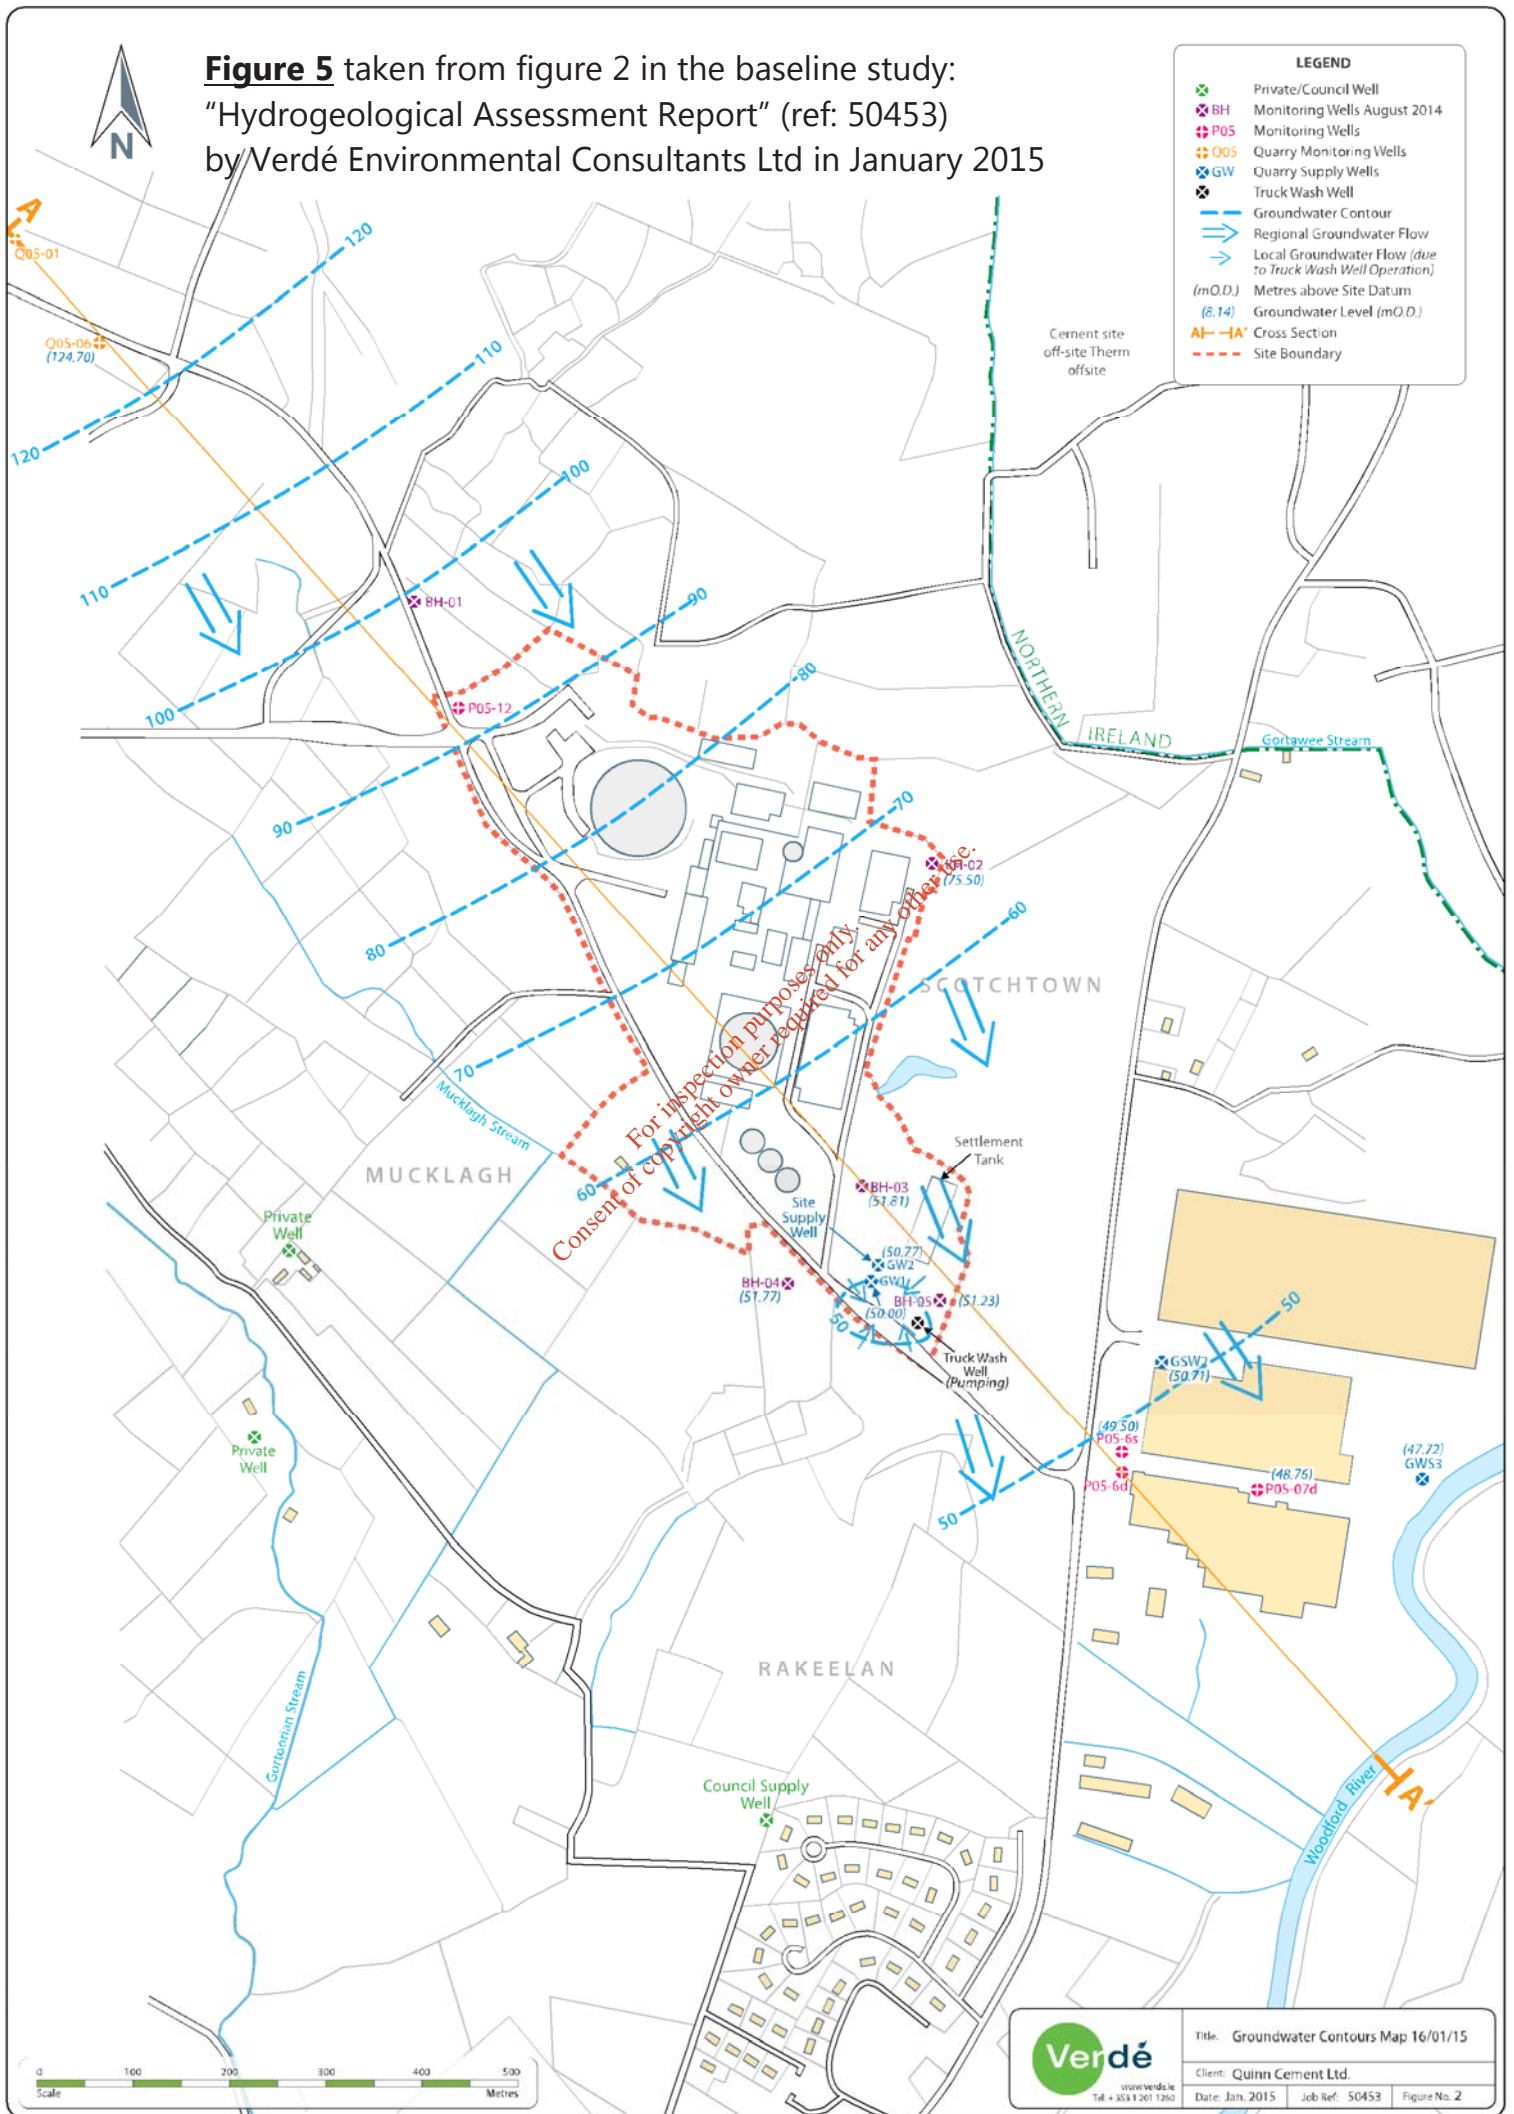 Figure 5 taken from figure 2 in the baseline study:
"Hydrogeological Assessment Report" (ref: 50453)
by Verdé Environmental Consultants Ltd in January 2015
N
LEGEND
Private/Council Well
BH Monitoring Wells August 2014
P05 Monitoring Wells
Q05 Quarry Monitoring Wells
GW Quarry Supply Wells
Truck Wash Well
Groundwater Contour
Regional Groundwater Flow
Local Groundwater Flow (due
to Truck Wash Well Operation)
(mO.D.) Metres above Site Datum
(8.14) Groundwater Level (mO.D.)
A A' Cross Section
Site Boundary
A
Q05-01
120
Q05-06
(124.70)
110
Cement site
off-site Therm
offsite
120
100
110
BH-01
90
NORTHERN
IRELAND
Gortawee Stream
100
P05-12
80
90
70
BH-02
(75.50)
60
80
SCOTCHTOWN
70
Mucklagh Stream
For inspection purposes only.
Consent of copyright owner required for any other use.
MUCKLAGH
60
Settlement
Tank
BH-03
(51.81)
Site
Supply
Well
Private
Well
(50.77)
GW2
GW1
BH-04
(51.77)
BH-05
(51.23)
(50.00)
50
50
Truck Wash
Well
(Pumping)
GSW2
(50.71)
Private
Well
(49.50)
P05-6s
P05-6d
(48.76)
P05-07d
(47.72)
GWS3
50
RAKEELAN
Gortoorian Stream
Council Supply
Well
Woodford River
A'
0 100 200 300 400 500
Scale Metres
Verdé
www.verde.ie
Tel: + 353 1 201 1260
Title. Groundwater Contours Map 16/01/15
Client: Quinn Cement Ltd.
Date: Jan. 2015 Job Ref: 50453 Figure No. 2